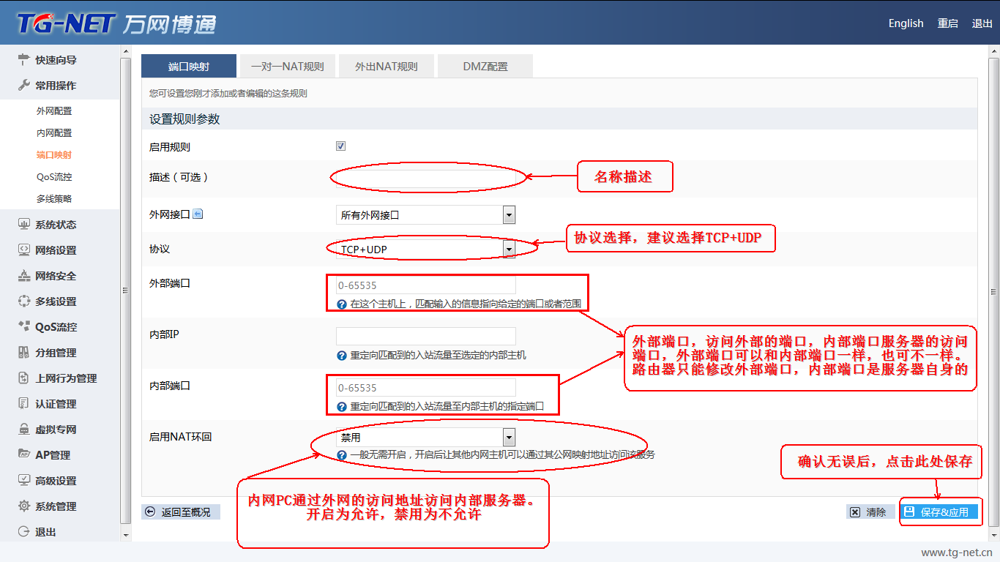 TG-NET 万网博通
English 重启 退出
快速向导
常用操作
外网配置
内网配置
端口映射
QoS流控
多线策略
系统状态
网络设置
网络安全
多线设置
QoS流控
分组管理
上网行为管理
认证管理
虚拟专网
AP管理
高级设置
系统管理
退出
端口映射 一对一NAT规则 外出NAT规则 DMZ配置
您可设置您刚才添加或者编辑的这条规则
设置规则参数
启用规则
描述（可选）
名称描述
外网接口 所有外网接口
协议 TCP+UDP
协议选择，建议选择TCP+UDP
外部端口 0-65535
在这个主机上，匹配输入的信息指向给定的端口或者范围
内部IP
重定向匹配到的入站流量至选定的内部主机
外部端口，访问外部的端口，内部端口服务器的访问
端口，外部端口可以和内部端口一样，也可不一样。
路由器只能修改外部端口，内部端口是服务器自身的
内部端口 0-65535
重定向匹配到的入站流量至内部主机的指定端口
启用NAT环回 禁用
一般无需开启，开启后让其他内网主机可以通过其公网映射地址访问该服务
确认无误后，点击此处保存
内网PC通过外网的访问地址访问内部服务器。
开启为允许，禁用为不允许
返回至概况 清除 保存&应用
www.tg-net.cn